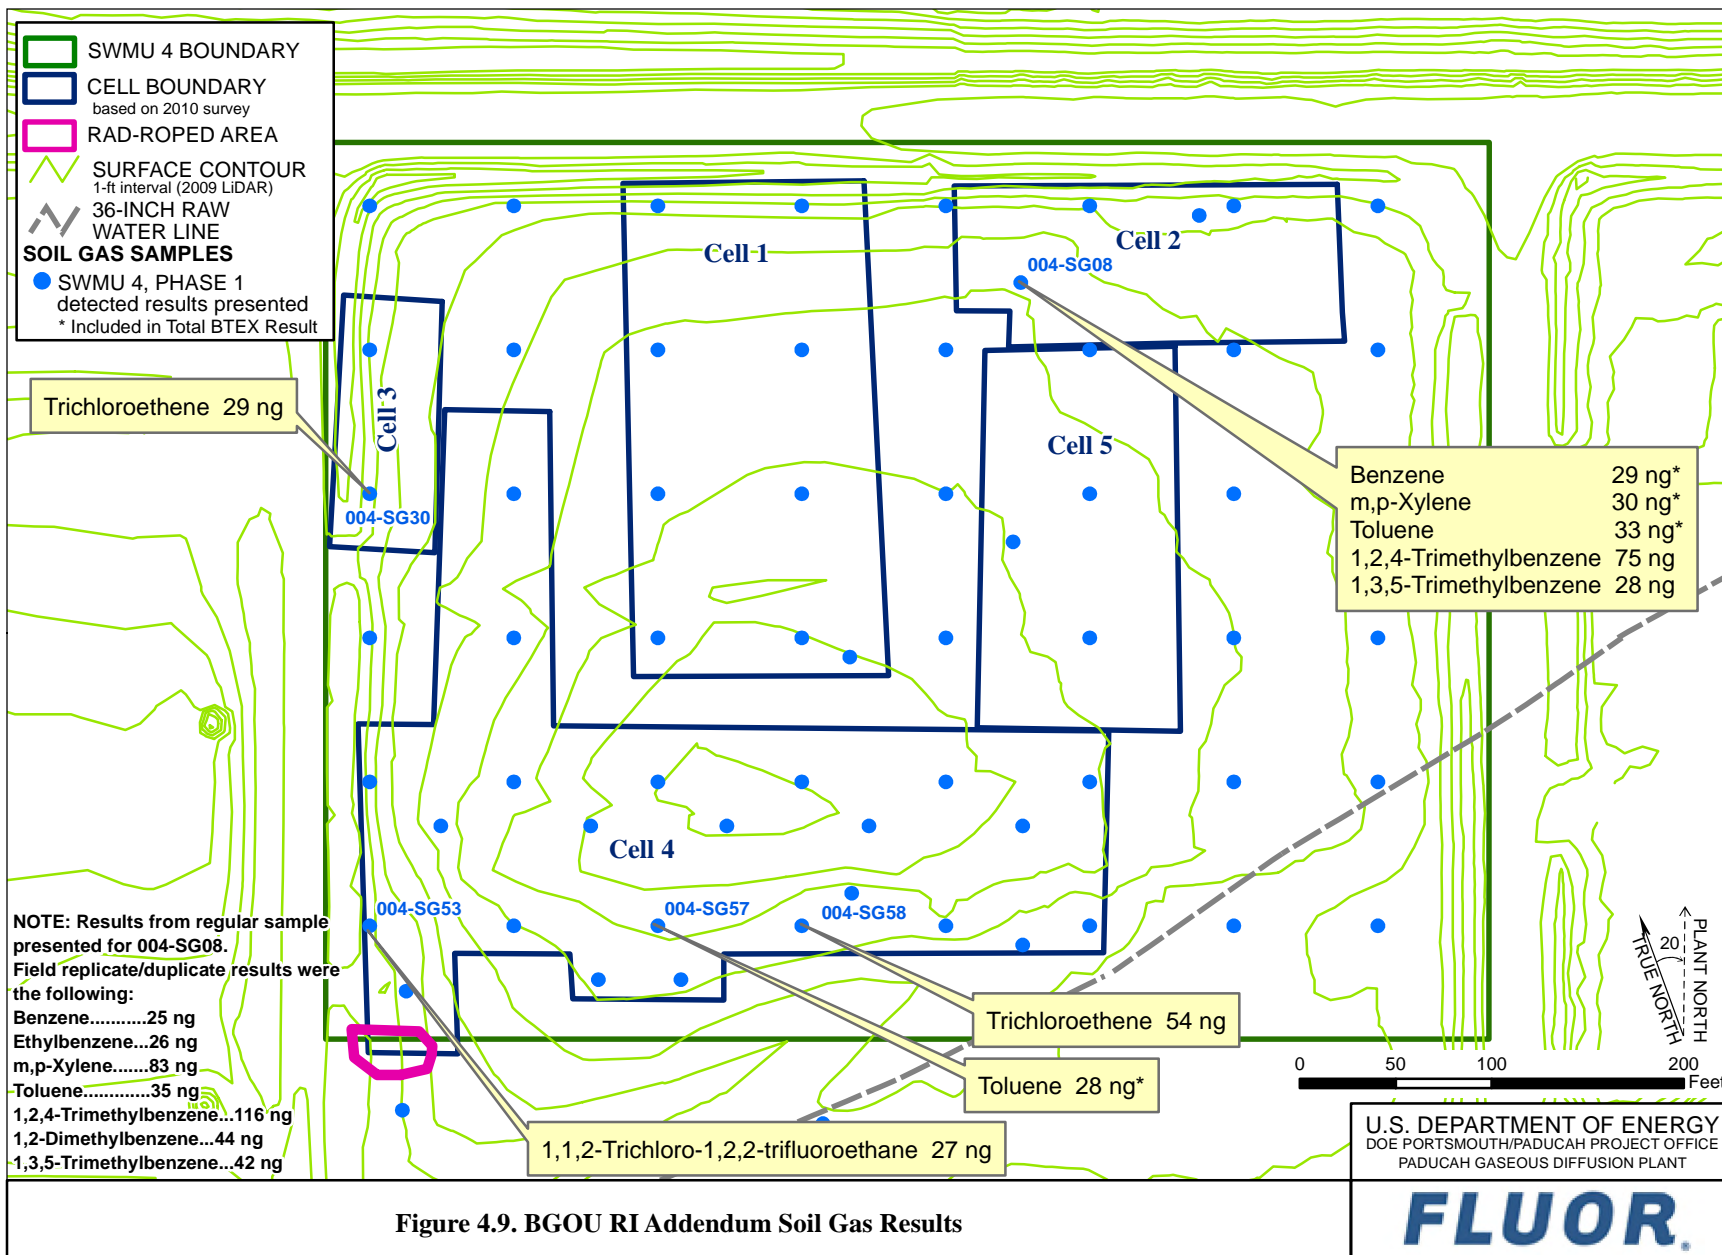 SWMU 4 BOUNDARY
CELL BOUNDARY
based on 2010 survey
RAD-ROPED AREA
SURFACE CONTOUR
1-ft interval (2009 LiDAR)
36-INCH RAW
WATER LINE
SOIL GAS SAMPLES
SWMU 4, PHASE 1
detected results presented
* Included in Total BTEX Result
Cell 1
Cell 2
004-SG08
Trichloroethene 29 ng
Cell 3
004-SG30
Cell 5
Benzene 29 ng*
m,p-Xylene 30 ng*
Toluene 33 ng*
1,2,4-Trimethylbenzene 75 ng
1,3,5-Trimethylbenzene 28 ng
Cell 4
004-SG53
004-SG57
004-SG58
NOTE: Results from regular sample
presented for 004-SG08.
Field replicate/duplicate results were
the following:
Benzene...........25 ng
Ethylbenzene...26 ng
m,p-Xylene.......83 ng
Toluene.............35 ng
1,2,4-Trimethylbenzene...116 ng
1,2-Dimethylbenzene...44 ng
1,3,5-Trimethylbenzene...42 ng
Trichloroethene 54 ng
Toluene 28 ng*
1,1,2-Trichloro-1,2,2-trifluoroethane 27 ng
TRUE NORTH
20
PLANT NORTH
0 50 100 200
Feet
U.S. DEPARTMENT OF ENERGY
DOE PORTSMOUTH/PADUCAH PROJECT OFFICE
PADUCAH GASEOUS DIFFUSION PLANT
Figure 4.9. BGOU RI Addendum Soil Gas Results
FLUOR®